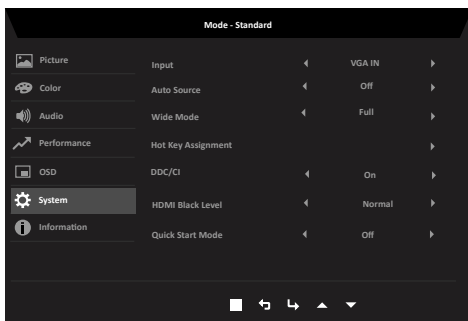 Mode - Standard
Picture
Color
Audio
Performance
OSD
System
Information
Input VGA IN
Auto Source Off
Wide Mode Full
Hot Key Assignment
DDC/CI On
HDMI Black Level Normal
Quick Start Mode Off